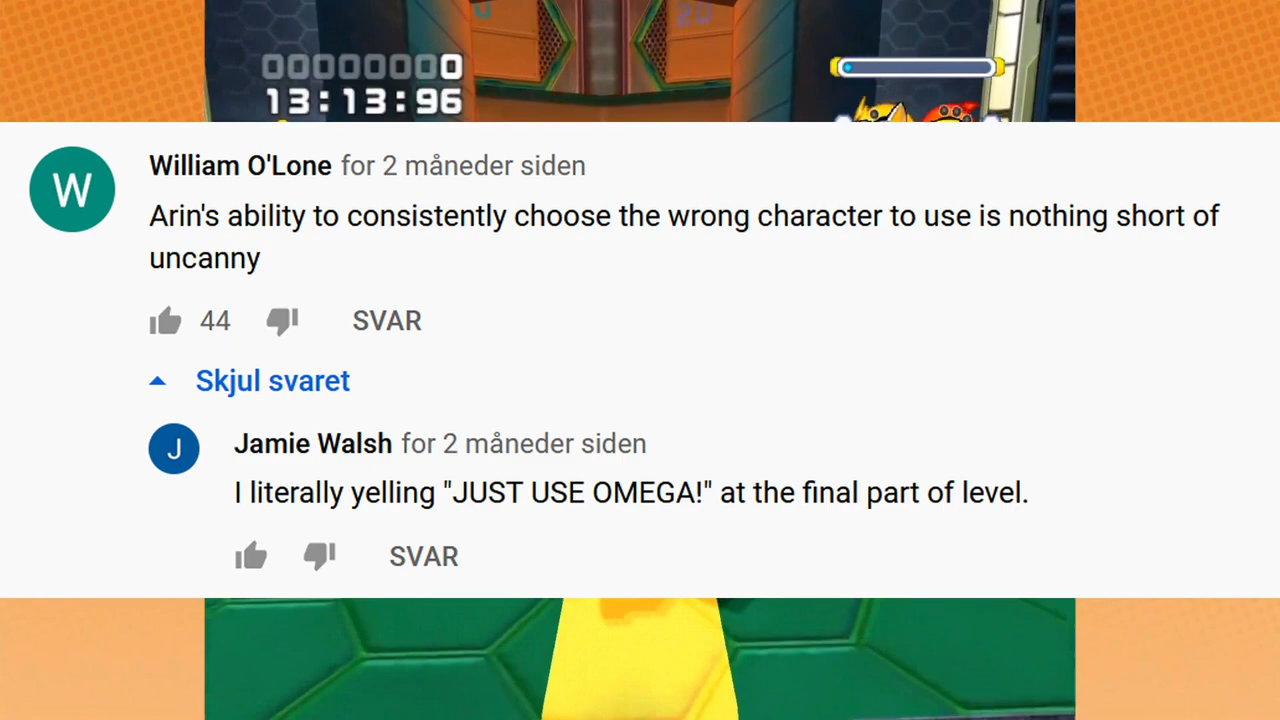 00000000
13:13:96
W
William O'Lone for 2 måneder siden
Arin's ability to consistently choose the wrong character to use is nothing short of
uncanny
44 SVAR
Skjul svaret
J
Jamie Walsh for 2 måneder siden
I literally yelling "JUST USE OMEGA!" at the final part of level.
SVAR